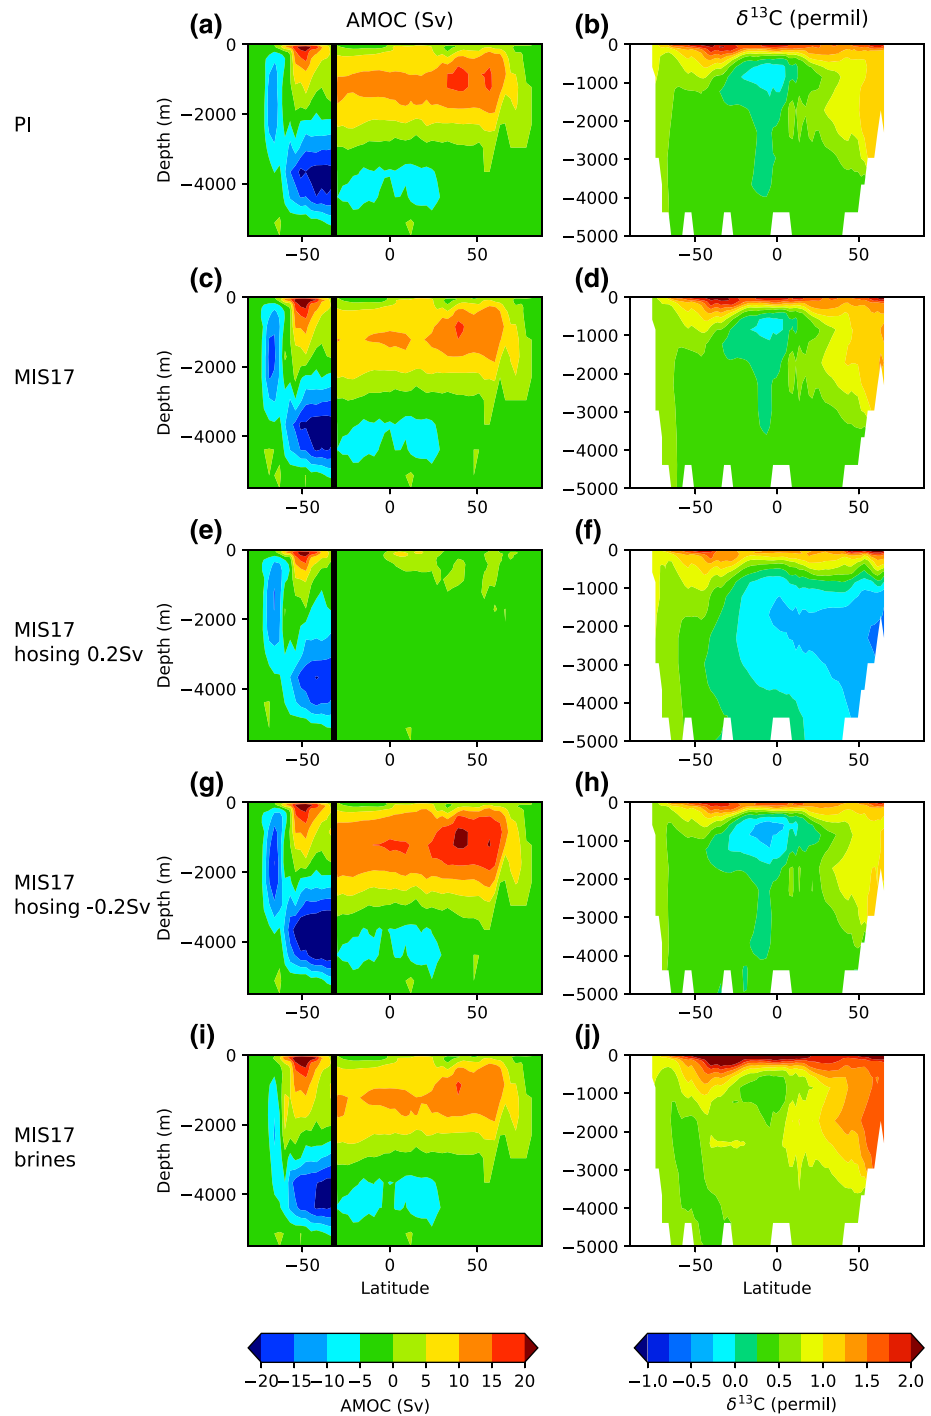 AMOC (Sv)
δ¹³C (permil)
(a)
(b)
PI
Depth (m)
0
−2000
−4000
−50
0
50
0
−1000
−2000
−3000
−4000
−5000
−50
0
50
(c)
(d)
MIS17
Depth (m)
0
−2000
−4000
−50
0
50
0
−1000
−2000
−3000
−4000
−5000
−50
0
50
(e)
(f)
MIS17
hosing 0.2Sv
Depth (m)
0
−2000
−4000
−50
0
50
0
−1000
−2000
−3000
−4000
−5000
−50
0
50
(g)
(h)
MIS17
hosing -0.2Sv
Depth (m)
0
−2000
−4000
−50
0
50
0
−1000
−2000
−3000
−4000
−5000
−50
0
50
(i)
(j)
MIS17
brines
Depth (m)
0
−2000
−4000
−50
0
50
Latitude
0
−1000
−2000
−3000
−4000
−5000
−50
0
50
Latitude
−20 −15 −10 −5 0 5 10 15 20
AMOC (Sv)
−1.0 −0.5 0.0 0.5 1.0 1.5 2.0
δ¹³C (permil)